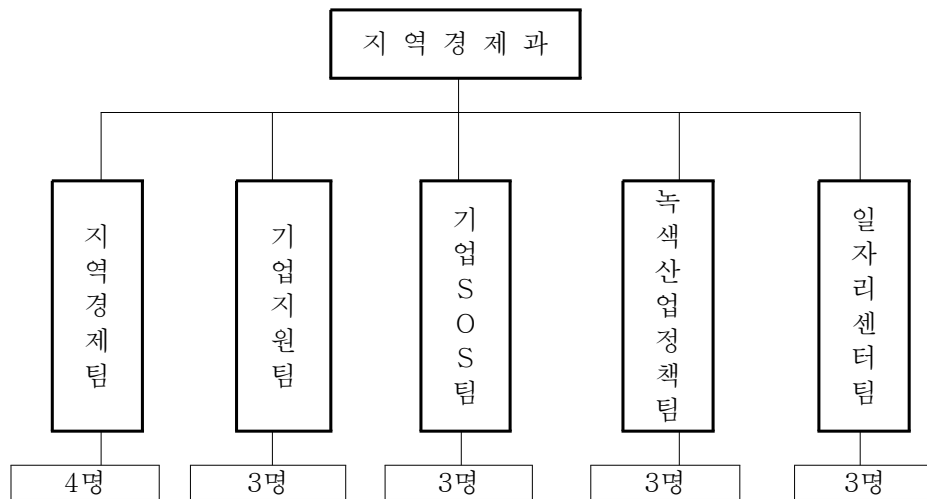 지 역 경 제 과
지역경제팀
기업지원팀
기업SOS팀
녹색산업정책팀
일자리센터팀
4명
3명
3명
3명
3명